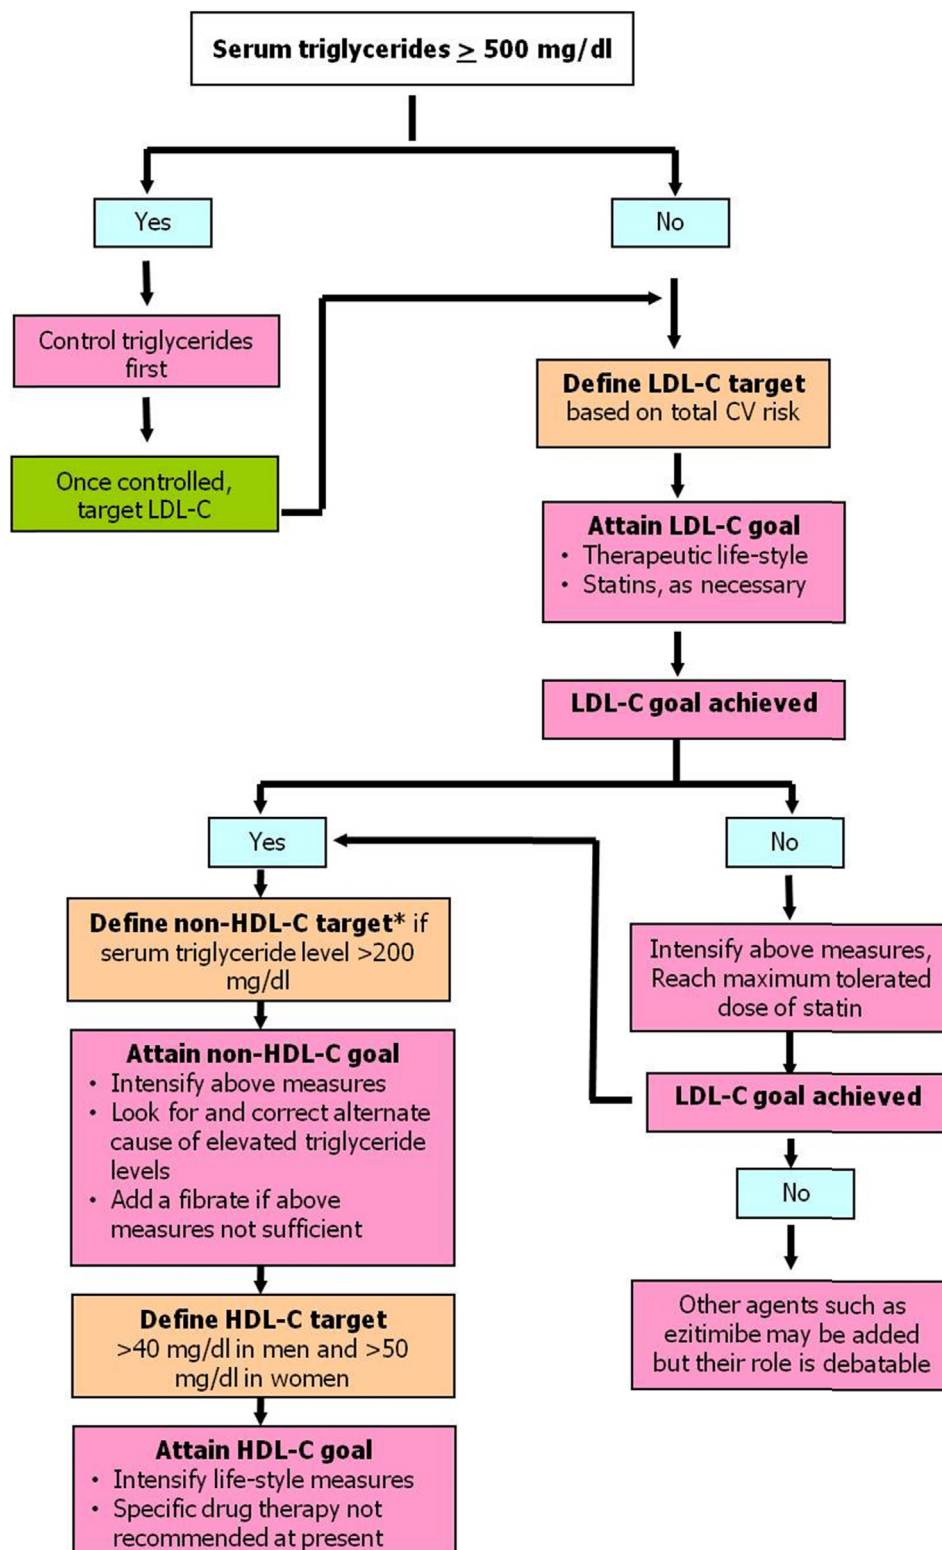 Serum triglycerides ≥ 500 mg/dl
Yes
No
Control triglycerides
first
Define LDL-C target
based on total CV risk
Once controlled,
target LDL-C
Attain LDL-C goal
• Therapeutic life-style
• Statins, as necessary
LDL-C goal achieved
Yes
No
Define non-HDL-C target* if
serum triglyceride level >200
mg/dl
Intensify above measures,
Reach maximum tolerated
dose of statin
Attain non-HDL-C goal
• Intensify above measures
• Look for and correct alternate
cause of elevated triglyceride
levels
• Add a fibrate if above
measures not sufficient
LDL-C goal achieved
No
Define HDL-C target
>40 mg/dl in men and >50
mg/dl in women
Other agents such as
ezitimibe may be added
but their role is debatable
Attain HDL-C goal
• Intensify life-style measures
• Specific drug therapy not
recommended at present